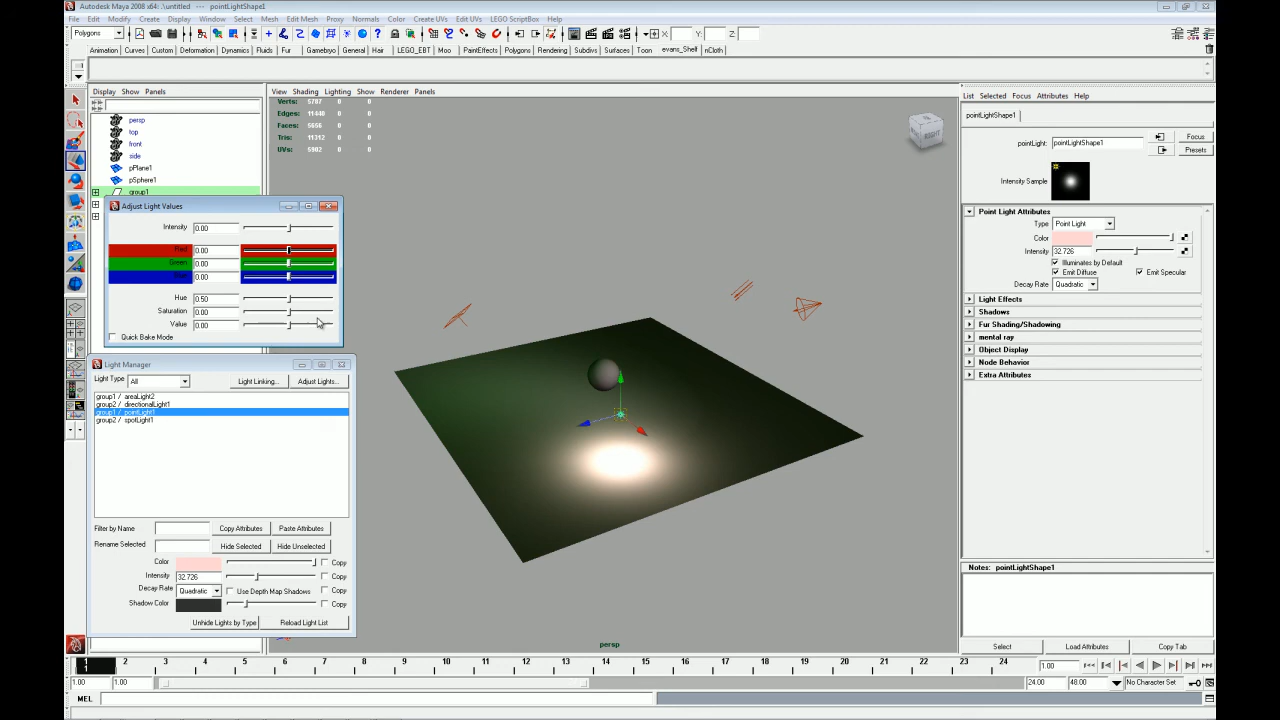 Autodesk Maya 2008 x64: .\untitled --- pointLightShape1
File Edit Modify Create Display Window Select Mesh Edit Mesh Proxy Normals Color Create UVs Edit UVs LEGO ScriptBox Help
Polygons X: Y: Z:
Animation Curves Custom Deformation Dynamics Fluids Fur Gamebryo General Hair LEGO_EBT Moo PaintEffects Polygons Rendering Subdivs Surfaces Toon evans_Shelf nCloth
Display Show Panels
View Shading Lighting Show Renderer Panels
List Selected Focus Attributes Help
Verts: 5787 0 0
Edges: 11440 0 0
Faces: 5656 0 0
Tris: 11312 0 0
UVs: 5982 0 0
RIGHT
persp
top
front
side
pPlane1
pSphere1
group1
Adjust Light Values
Intensity 0.00
Red 0.00
Green 0.00
0.00
Hue 0.50
Saturation 0.00
Value 0.00
Quick Bake Mode
Light Manager
Light Type All Light Linking... Adjust Lights...
group1 / areaLight2
group2 / directionalLight1
group1 / pointLight1
group2 / spotLight1
Filter by Name Copy Attributes Paste Attributes
Rename Selected Hide Selected Hide Unselected
Color Copy
Intensity 32.726 Copy
Decay Rate Quadratic Use Depth Map Shadows Copy
Shadow Color Copy
Unhide Lights by Type Reload Light List
persp
pointLightShape1
pointLight: pointLightShape1 Focus
Presets
Intensity Sample
Point Light Attributes
Type Point Light
Color
Intensity 32.726
Illuminates by Default
Emit Diffuse Emit Specular
Decay Rate Quadratic
Light Effects
Shadows
Fur Shading/Shadowing
mental ray
Object Display
Node Behavior
Extra Attributes
Notes: pointLightShape1
Select Load Attributes Copy Tab
1 2 3 4 5 6 7 8 9 10 11 12 13 14 15 16 17 18 19 20 21 22 23 24 1.00
1
1.00 1.00 24.00 48.00 No Character Set
MEL